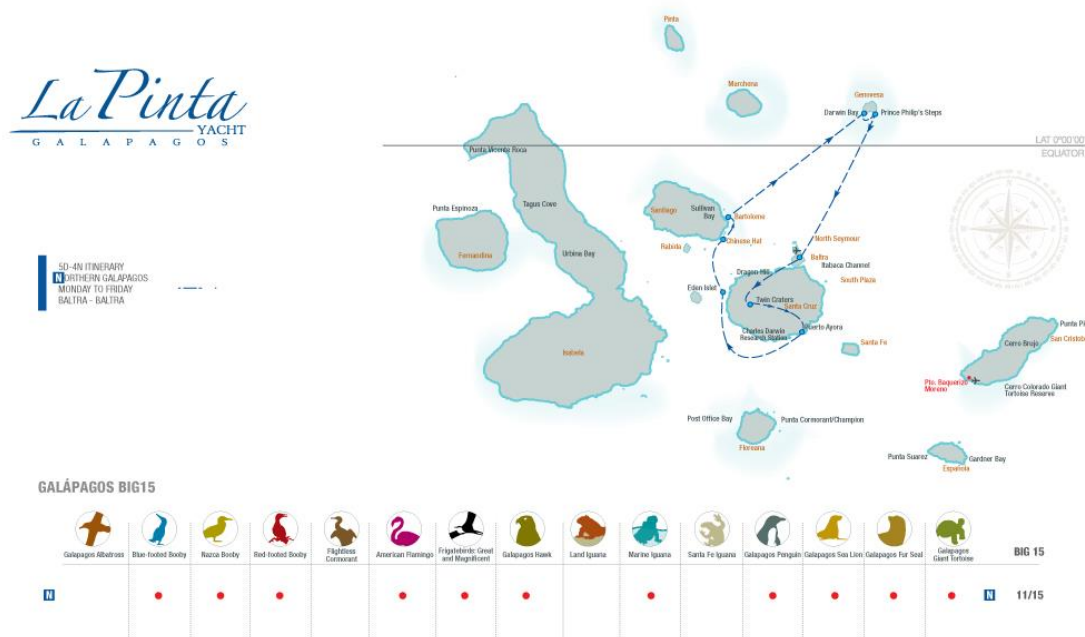 La Pinta
YACHT
GALAPAGOS
5D-4N ITINERARY
NORTHERN GALAPAGOS
MONDAY TO FRIDAY
BALTRA - BALTRA
Pinta
Marchena
Genovesa
Darwin Bay
Prince Philip's Steps
LAT 0°00'00
EQUATOR
Punta Vicente Roca
Tagus Cove
Punta Espinoza
Fernandina
Urbina Bay
Isabela
Santiago
Sullivan
Bay
Bartolome
Chinese Hat
Rabida
North Seymour
Baltra
Itabaca Channel
Dragon Hill
South Plaza
Eden Islet
Twin Craters
Santa Cruz
Charles Darwin
Research Station
Puerto Ayora
Santa Fe
Punta Pi
San Cristob
Cerro Brujo
Pto. Baquerizo
Moreno
Cerro Colorado Giant
Tortoise Reserve
Post Office Bay
Punta Cormorant/Champion
Floreana
Punta Suarez
Gardner Bay
Española
GALÁPAGOS BIG15
Galapagos Albatross
Blue-footed Booby
Nazca Booby
Red-footed Booby
Flightless
Cormorant
American Flamingo
Frigatebirds: Great
and Magnificent
Galapagos Hawk
Land Iguana
Marine Iguana
Santa Fe Iguana
Galapagos Penguin
Galapagos Sea Lion
Galapagos Fur Seal
Galapagos
Giant Tortoise
BIG 15
N
N
11/15